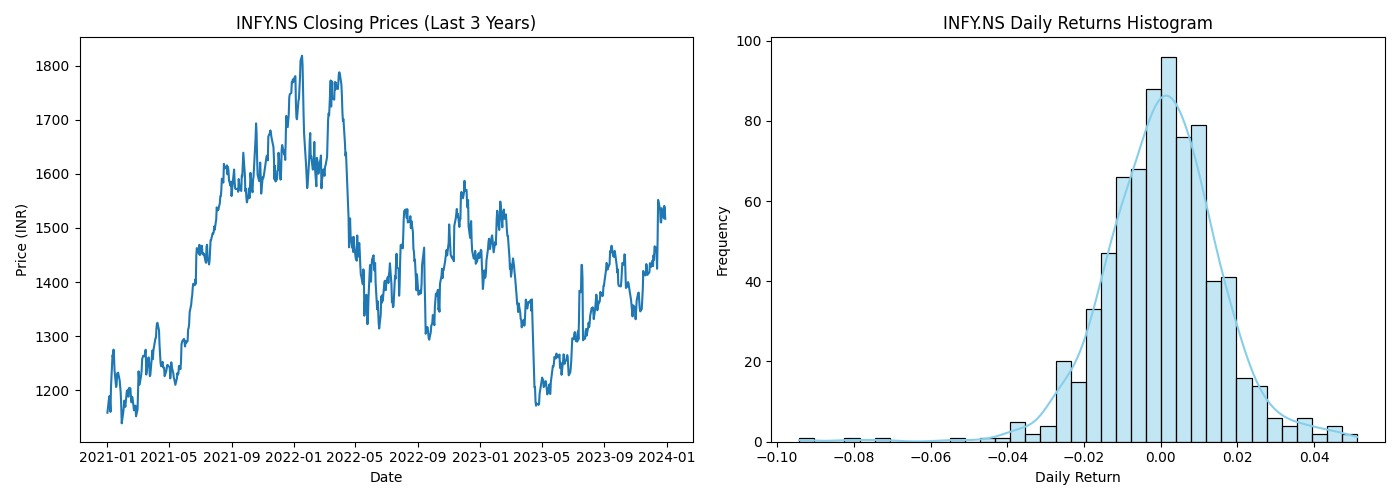 INFY.NS Closing Prices (Last 3 Years)
Price (INR)
1800
1700
1600
1500
1400
1300
1200
2021-01 2021-05 2021-09 2022-01 2022-05 2022-09 2023-01 2023-05 2023-09 2024-01
Date
INFY.NS Daily Returns Histogram
Frequency
100
80
60
40
20
0
−0.10 −0.08 −0.06 −0.04 −0.02 0.00 0.02 0.04
Daily Return